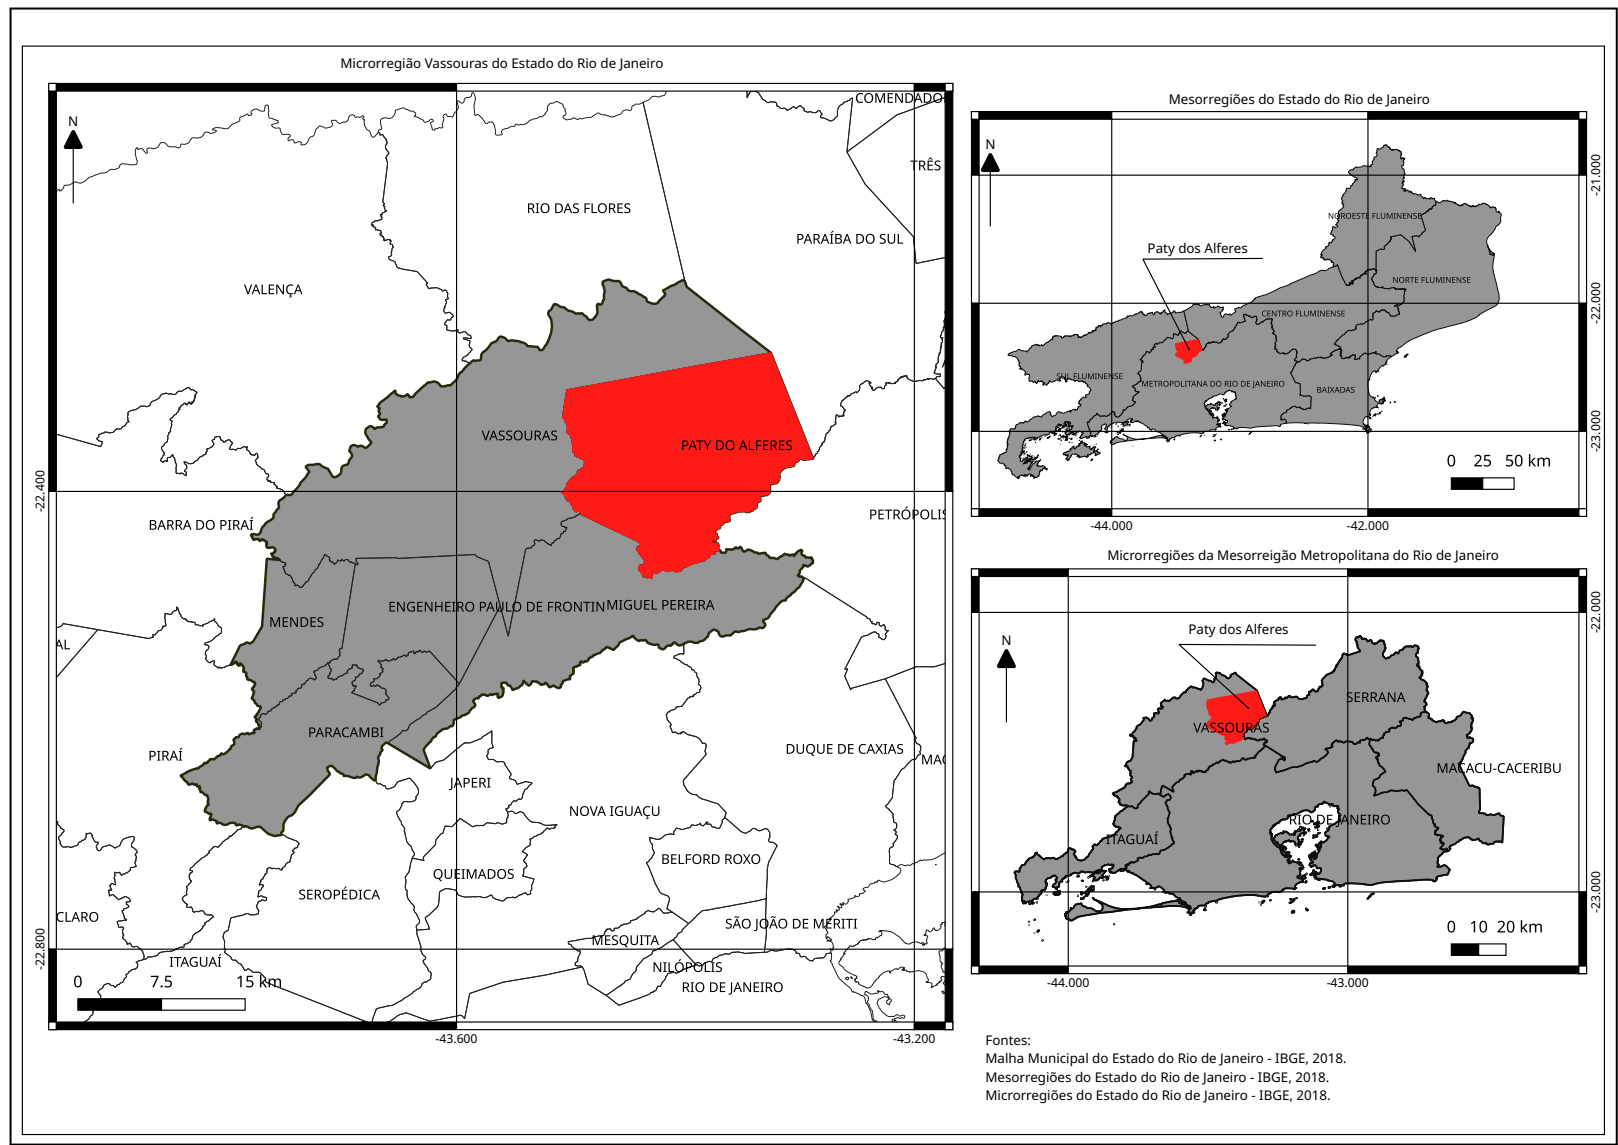 Microrregião Vassouras do Estado do Rio de Janeiro
N
COMENDADO
TRÊS
RIO DAS FLORES
PARAÍBA DO SUL
VALENÇA
VASSOURAS
PATY DO ALFERES
-22.400
BARRA DO PIRAÍ
PETRÓPOLIS
ENGENHEIRO PAULO DE FRONTIN
MIGUEL PEREIRA
MENDES
AL
PARACAMBI
PIRAÍ
DUQUE DE CAXIAS
MAC
JAPERI
NOVA IGUAÇU
BELFORD ROXO
QUEIMADOS
SEROPÉDICA
CLARO
SÃO JOÃO DE MERITI
MESQUITA
-22.800
ITAGUAÍ
NILÓPOLIS
RIO DE JANEIRO
0 7.5 15 km
-43.600
-43.200
Mesorregiões do Estado do Rio de Janeiro
N
-21.000
NOROESTE FLUMINENSE
Paty dos Alferes
NORTE FLUMINENSE
-22.000
CENTRO FLUMINENSE
SUL FLUMINENSE
METROPOLITANA DO RIO DE JANEIRO
BAIXADAS
-23.000
0 25 50 km
-44.000
-42.000
Microrregiões da Mesorreigão Metropolitana do Rio de Janeiro
-22.000
Paty dos Alferes
N
SERRANA
VASSOURAS
MACACU-CACERIBU
RIO DE JANEIRO
ITAGUAÍ
-23.000
0 10 20 km
-44.000
-43.000
Fontes:
Malha Municipal do Estado do Rio de Janeiro - IBGE, 2018.
Mesorregiões do Estado do Rio de Janeiro - IBGE, 2018.
Microrregiões do Estado do Rio de Janeiro - IBGE, 2018.